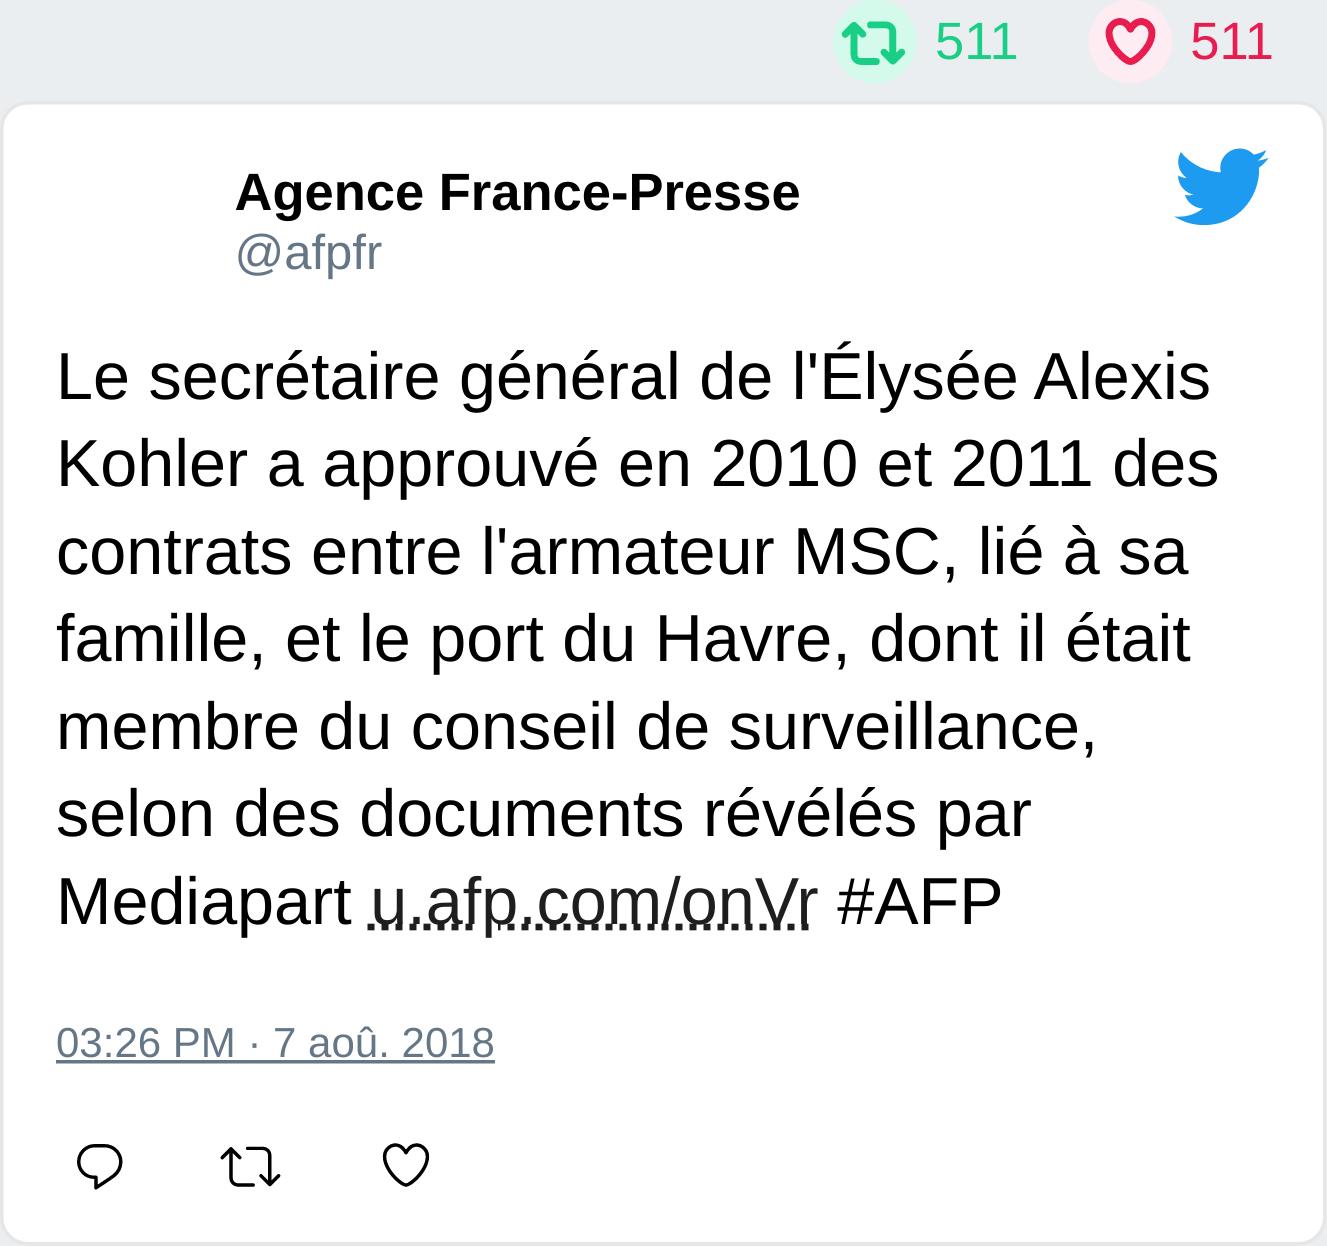 511 511
Agence France-Presse
@afpfr
Le secrétaire général de l'Élysée Alexis
Kohler a approuvé en 2010 et 2011 des
contrats entre l'armateur MSC, lié à sa
famille, et le port du Havre, dont il était
membre du conseil de surveillance,
selon des documents révélés par
Mediapart u.afp.com/onVr #AFP
03:26 PM · 7 aoû. 2018